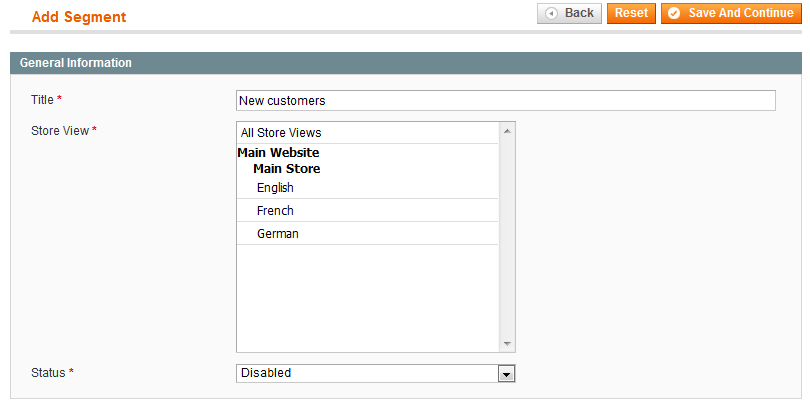 Add Segment
Back
Reset
Save And Continue
General Information
Title *
New customers
Store View *
All Store Views
Main Website
Main Store
English
French
German
Status *
Disabled